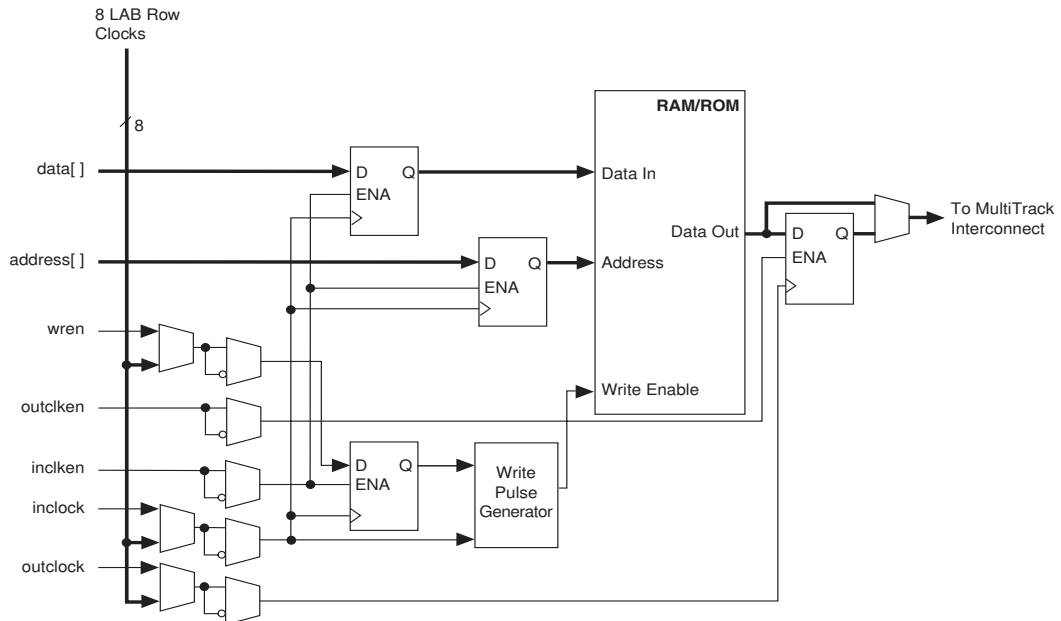 8 LAB Row
Clocks
8
RAM/ROM
data[ ]
D Q
ENA
Data In
Data Out
To MultiTrack
Interconnect
D Q
ENA
address[ ]
D Q
ENA
Address
wren
Write Enable
outclken
inclken
D Q
ENA
Write
Pulse
Generator
inclock
outclock